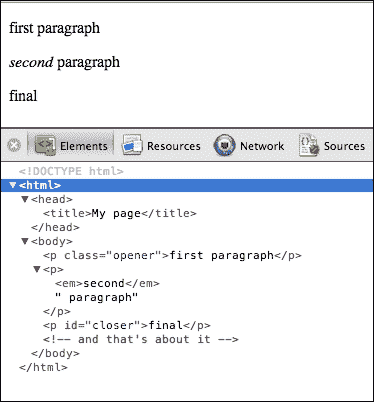 first paragraph
second paragraph
final
Elements Resources Network Sources
<!DOCTYPE html>
▼<html>
▼<head>
<title>My page</title>
</head>
▼<body>
<p class="opener">first paragraph</p>
▼<p>
<em>second</em>
" paragraph"
</p>
<p id="closer">final</p>
<!-- and that's about it -->
</body>
</html>